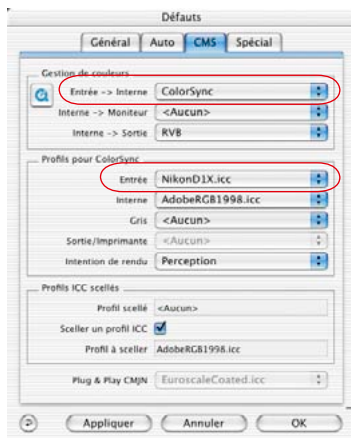 Défauts
Général Auto CMS Spécial
Gestion de couleurs
Entrée -> Interne ColorSync
Interne -> Moniteur <Aucun>
Interne -> Sortie RVB
Profils pour ColorSync
Entrée NikonD1X.icc
Interne AdobeRGB1998.icc
Gris <Aucun>
Sortie/Imprimante <Aucun>
Intention de rendu Perception
Profils ICC scellés
Profil scellé <Aucun>
Sceller un profil ICC
Profil à sceller AdobeRGB1998.icc
Plug & Play CMJN EuroscaleCoated.icc
Appliquer Annuler OK